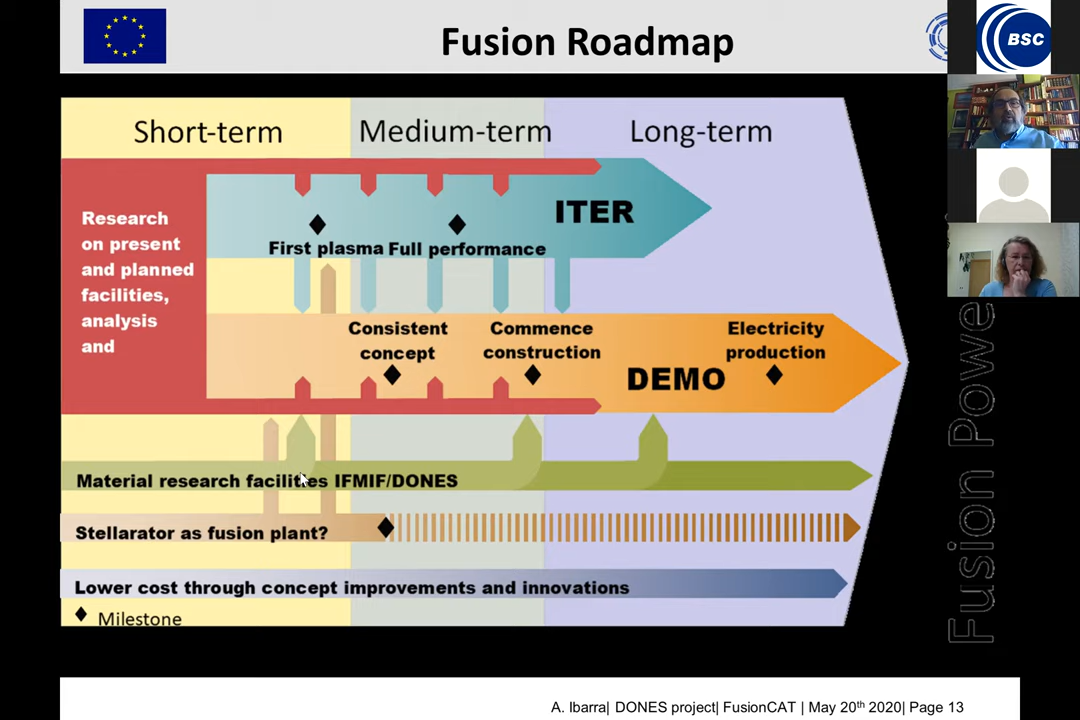 Fusion Roadmap
BSC
Short-term
Medium-term
Long-term
Research
on present
and planned
facilities,
analysis
and
ITER
First plasma
Full performance
Consistent
concept
Commence
construction
Electricity
production
DEMO
Material research facilities IFMIF/DONES
Stellarator as fusion plant?
Lower cost through concept improvements and innovations
Milestone
Fusion Powe
A. Ibarra| DONES project| FusionCAT | May 20th 2020| Page 13